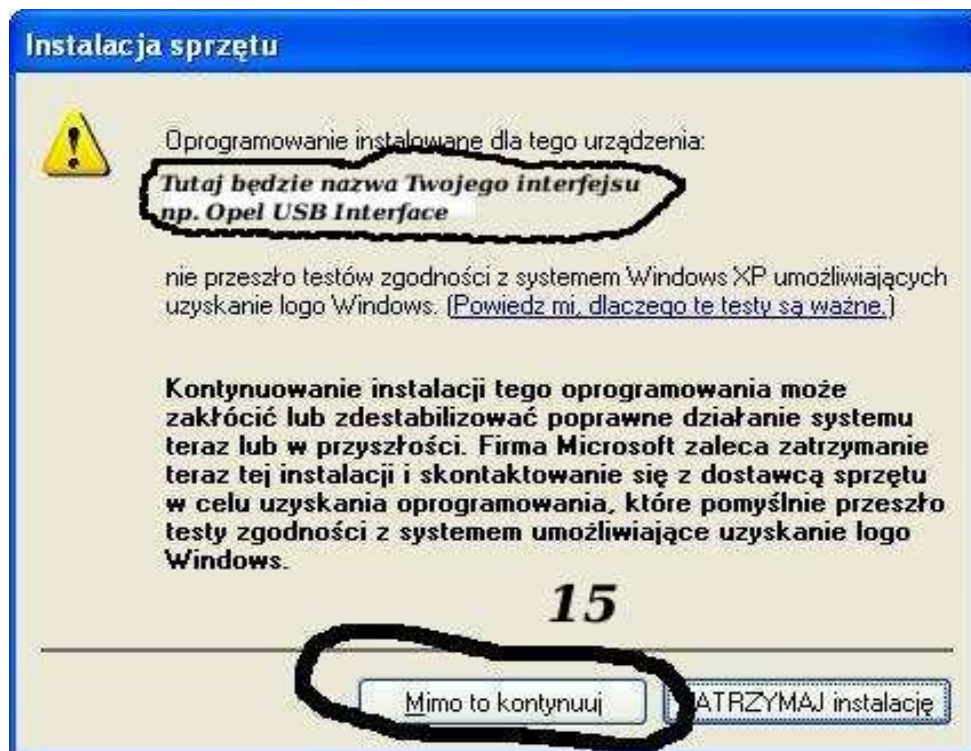 Instalacja sprzętu
Oprogramowanie instalowane dla tego urządzenia:
Tutaj będzie nazwa Twojego interfejsu
np. Opel USB Interface
nie przeszło testów zgodności z systemem Windows XP umożliwiających
uzyskanie logo Windows. (Powiedz mi, dlaczego te testy są ważne.)
Kontynuowanie instalacji tego oprogramowania może
zakłócić lub zdestabilizować poprawne działanie systemu
teraz lub w przyszłości. Firma Microsoft zaleca zatrzymanie
teraz tej instalacji i skontaktowanie się z dostawcą sprzętu
w celu uzyskania oprogramowania, które pomyślnie przeszło
testy zgodności z systemem umożliwiające uzyskanie logo
Windows.
15
Mimo to kontynuuj ZATRZYMAJ instalację